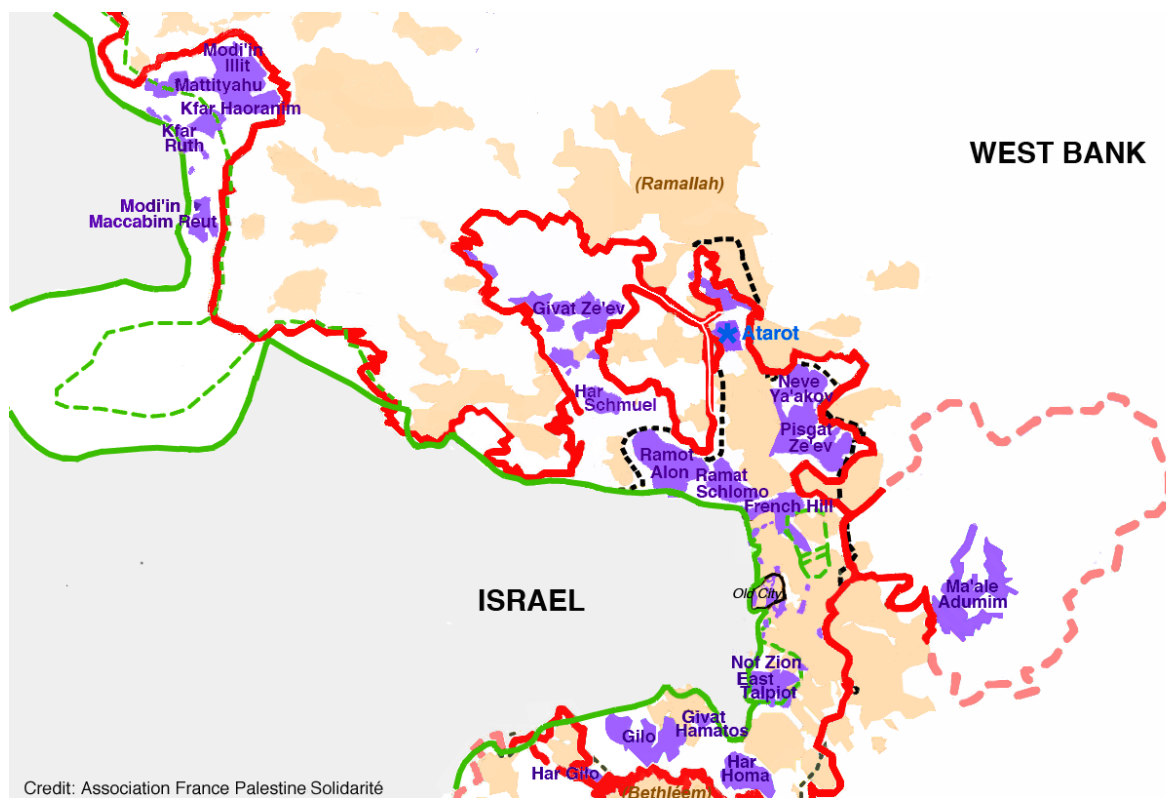 Modi'in
Illit
Mattityahu
Kfar Haoranim
Kfar
Ruth
WEST BANK
(Ramallah)
Modi'in
Maccabim Reut
Givat Ze'ev
Atarot
Neve
Ya'akov
Har
Schmuel
Pisgat
Ze'ev
Ramot
Alon
Ramat
Schlomo
French Hill
Ma'ale
Adumim
Old City
ISRAEL
Nof Zion
East
Talpiot
Givat
Hamatos
Gilo
Har Gilo
Har
Homa
(Bethléem)
Credit: Association France Palestine Solidarité